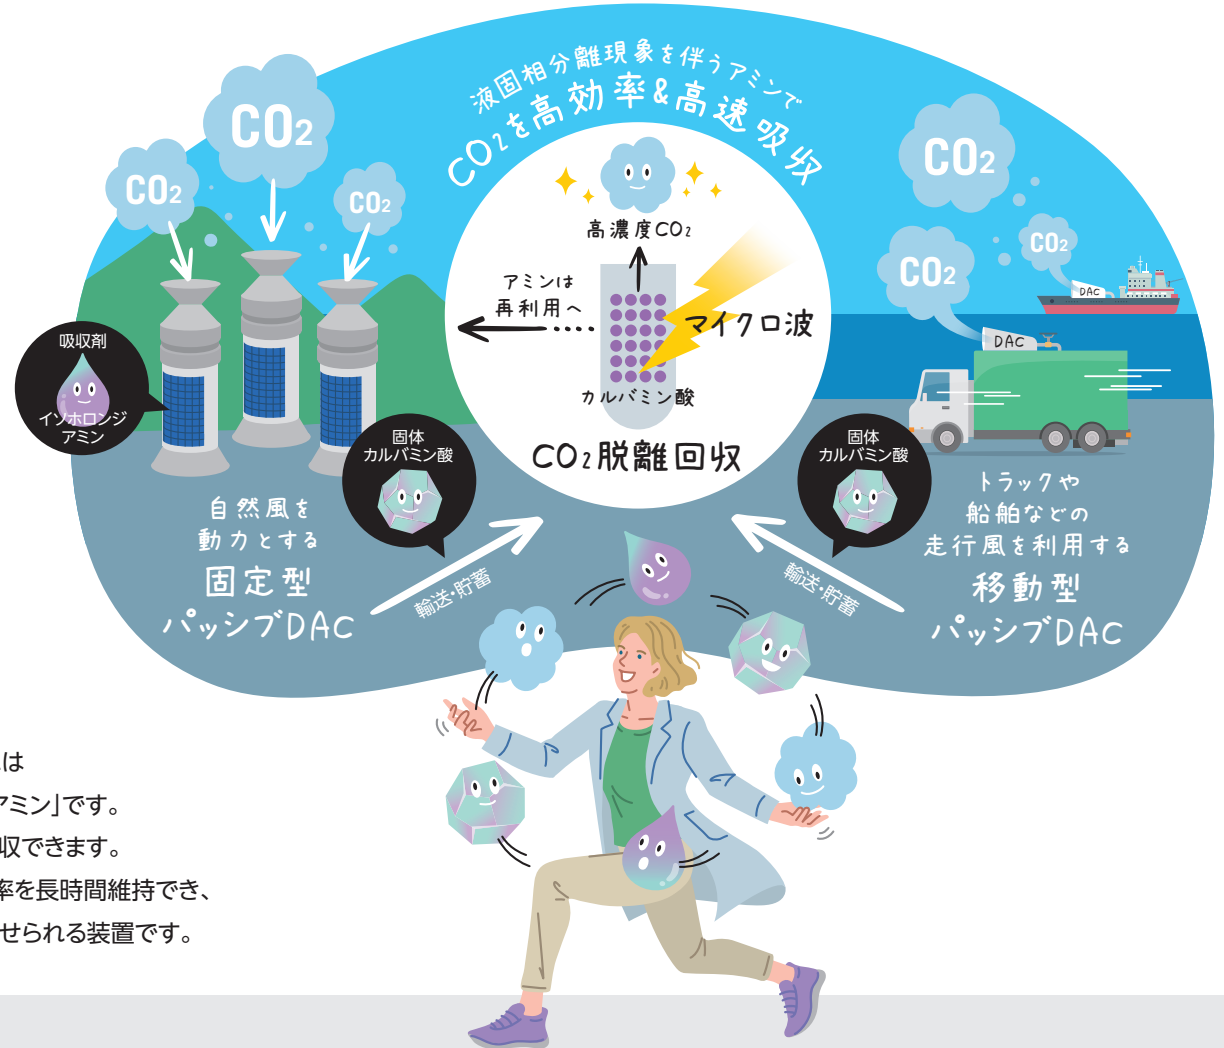 液固相分離現象を伴うアミンで
CO2を高効率&高速吸収
CO2
CO2
CO2
CO2
CO2
CO2
高濃度CO2
アミンは
再利用へ
マイクロ波
カルバミン酸
CO2脱離回収
DAC
DAC
吸収剤
イソホロンジ
アミン
固体
カルバミン酸
固体
カルバミン酸
自然風を
動力とする
固定型
パッシブDAC
輸送・貯蓄
輸送・貯蓄
トラックや
船舶などの
走行風を利用する
移動型
パッシブDAC
は
アミン」です。
収できます。
率を長時間維持でき、
せられる装置です。